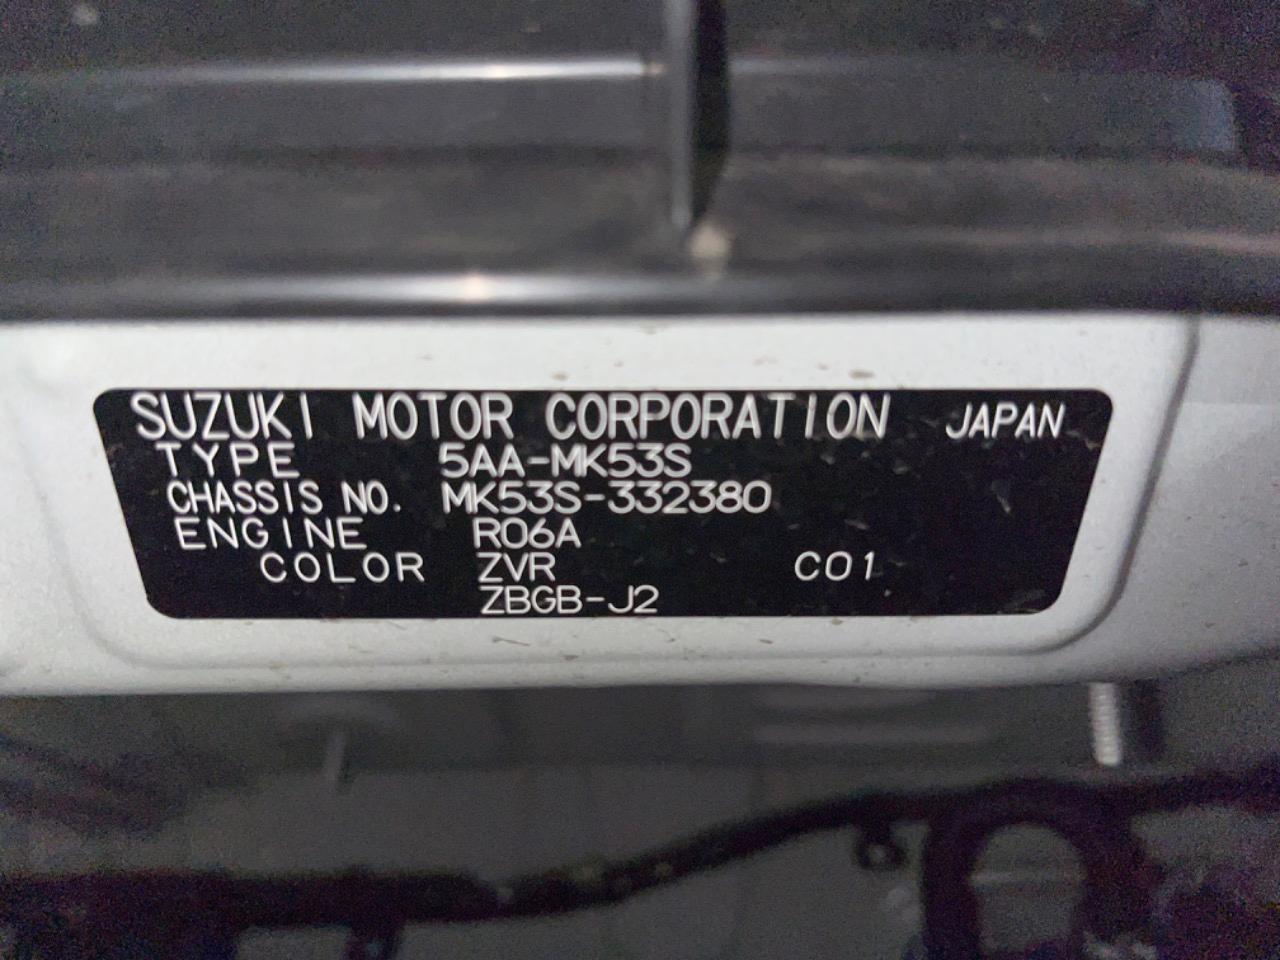 SUZUKI MOTOR CORPORATION JAPAN
TYPE 5AA-MK53S
CHASSIS NO. MK53S-332380
ENGINE R06A
COLOR ZVR C01
ZBGB-J2